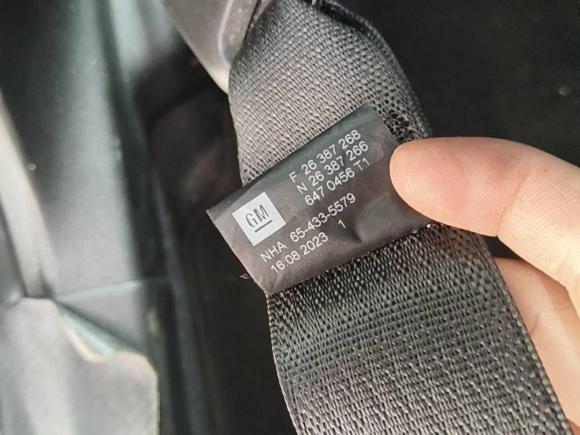 F 26 387 268
N 26 387 266
647 0456 T1
GM
NHA 65-433-5579
16.08.2023 1